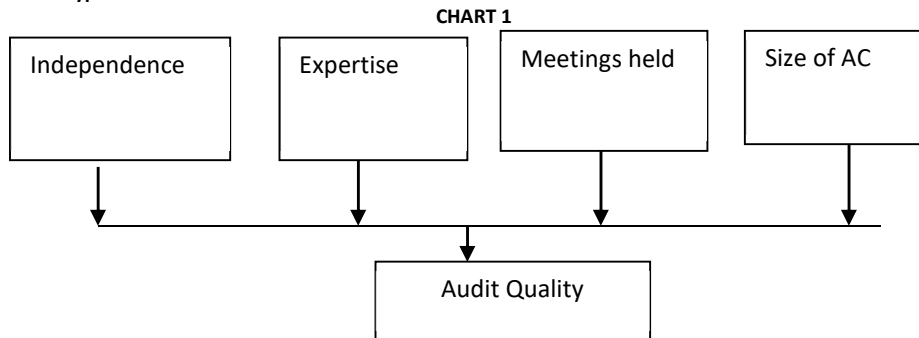 CHART 1
Independence
Expertise
Meetings held
Size of AC
Audit Quality